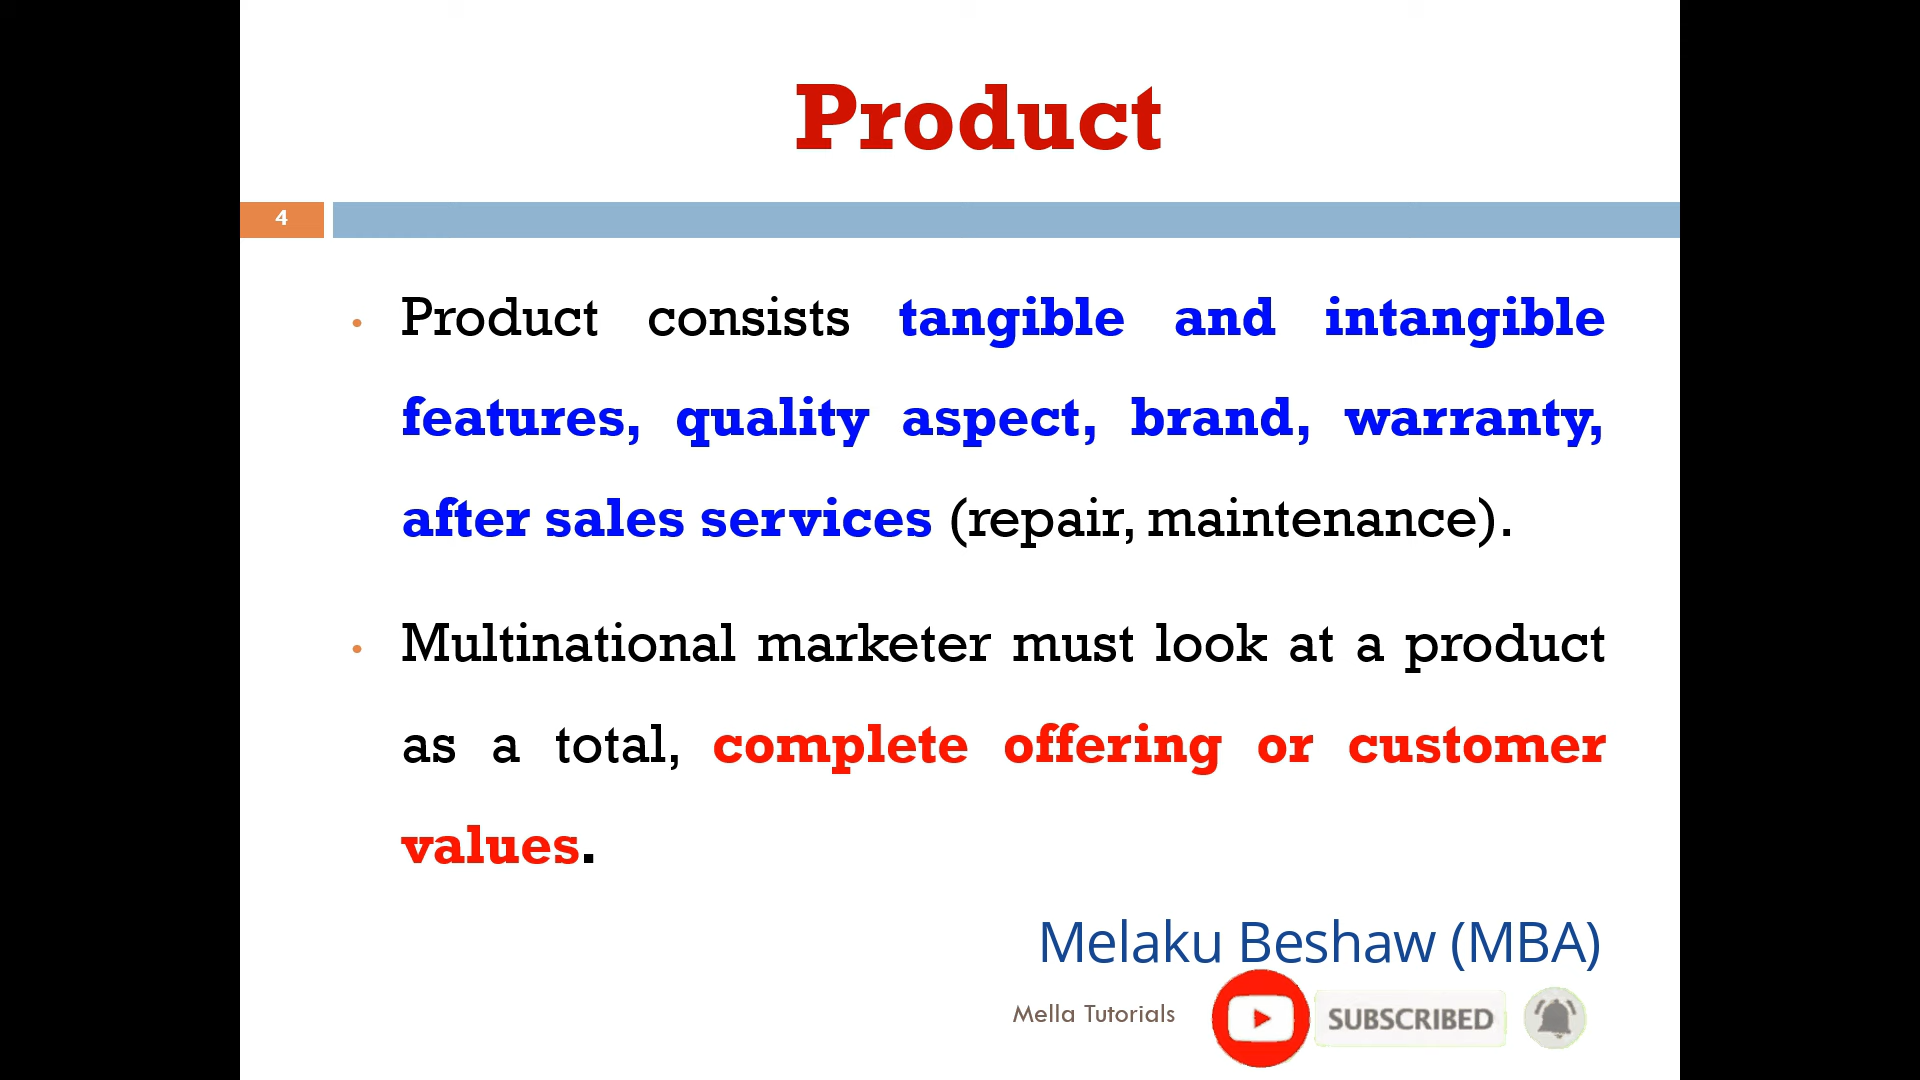 Product
4
• Product consists tangible and intangible
features, quality aspect, brand, warranty,
after sales services (repair, maintenance).
• Multinational marketer must look at a product
as a total, complete offering or customer
values.
Melaku Beshaw (MBA)
Mella Tutorials
SUBSCRIBED